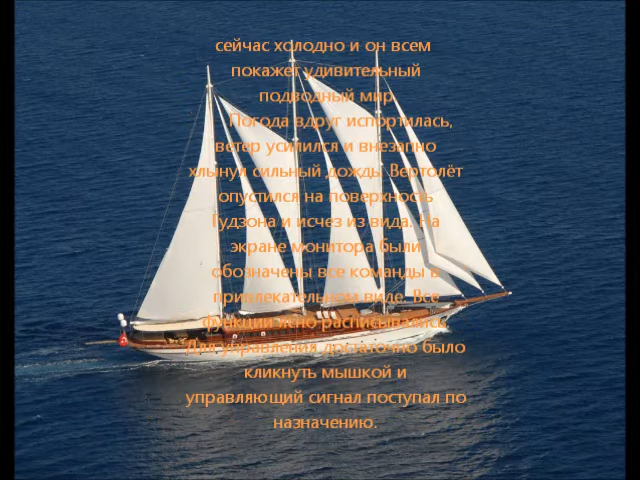 сейчас холодно и он всем
покажет удивительный
подводный мир.
Погода вдруг испортилась,
ветер усилился и внезапно
хлынул сильный дождь. Вертолёт
опустился на поверхность
Гудзона и исчез из вида. На
экране монитора были
обозначены все команды в
привлекательном виде. Все
функции ясно расписывались.
Для управления достаточно было
кликнуть мышкой и
управляющий сигнал поступал по
назначению.